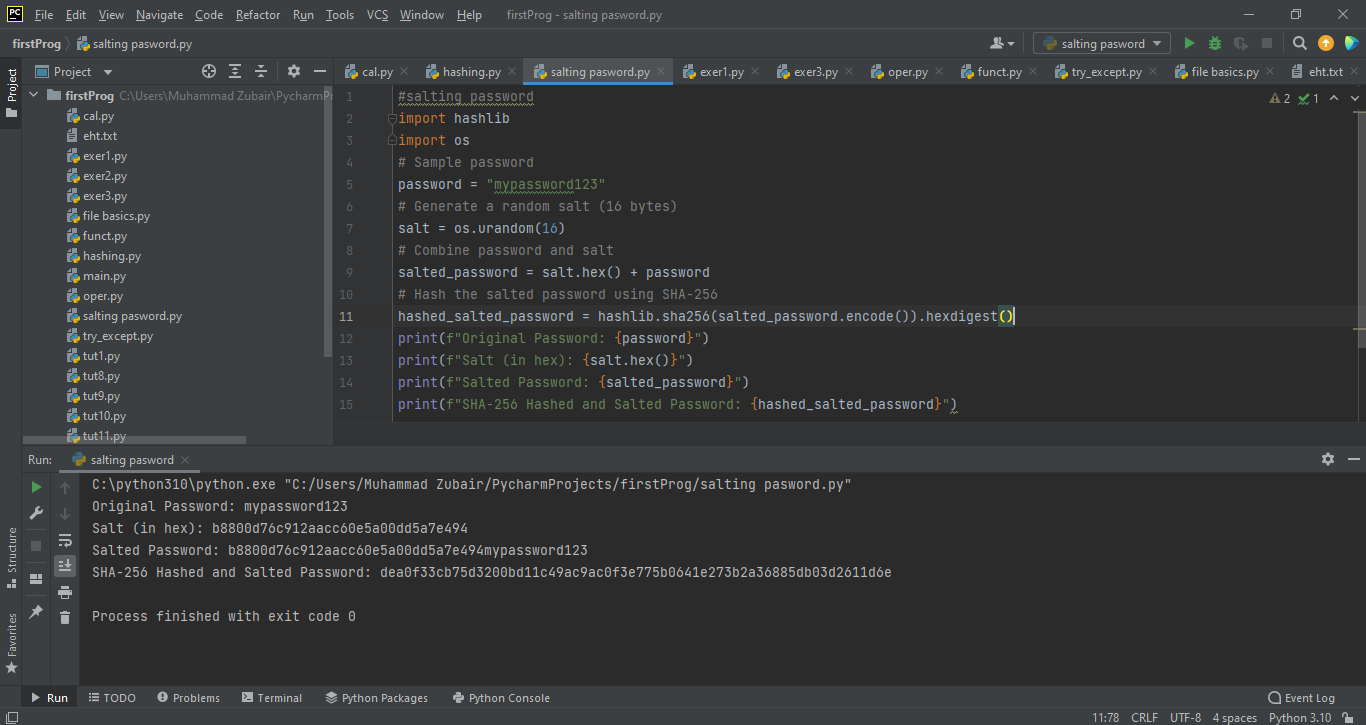 PC File Edit View Navigate Code Refactor Run Tools VCS Window Help firstProg - salting pasword.py
firstProg salting pasword.py salting pasword
Project cal.py hashing.py salting pasword.py exer1.py exer3.py oper.py funct.py try_except.py file basics.py eht.txt
Project
firstProg C:\Users\Muhammad Zubair\PycharmPr
cal.py
eht.txt
exer1.py
exer2.py
exer3.py
file basics.py
funct.py
hashing.py
main.py
oper.py
salting pasword.py
try_except.py
tut1.py
tut8.py
tut9.py
tut10.py
tut11.py
2 1
1 #salting password
2 import hashlib
3 import os
4 # Sample password
5 password = "mypassword123"
6 # Generate a random salt (16 bytes)
7 salt = os.urandom(16)
8 # Combine password and salt
9 salted_password = salt.hex() + password
10 # Hash the salted password using SHA-256
11 hashed_salted_password = hashlib.sha256(salted_password.encode()).hexdigest()
12 print(f"Original Password: {password}")
13 print(f"Salt (in hex): {salt.hex()}")
14 print(f"Salted Password: {salted_password}")
15 print(f"SHA-256 Hashed and Salted Password: {hashed_salted_password}")
Run: salting pasword
C:\python310\python.exe "C:/Users/Muhammad Zubair/PycharmProjects/firstProg/salting pasword.py"
Original Password: mypassword123
Salt (in hex): b8800d76c912aacc60e5a00dd5a7e494
Salted Password: b8800d76c912aacc60e5a00dd5a7e494mypassword123
SHA-256 Hashed and Salted Password: dea0f33cb75d3200bd11c49ac9ac0f3e775b0641e273b2a36885db03d2611d6e
Process finished with exit code 0
Structure
Favorites
Run TODO Problems Terminal Python Packages Python Console Event Log
11:78 CRLF UTF-8 4 spaces Python 3.10